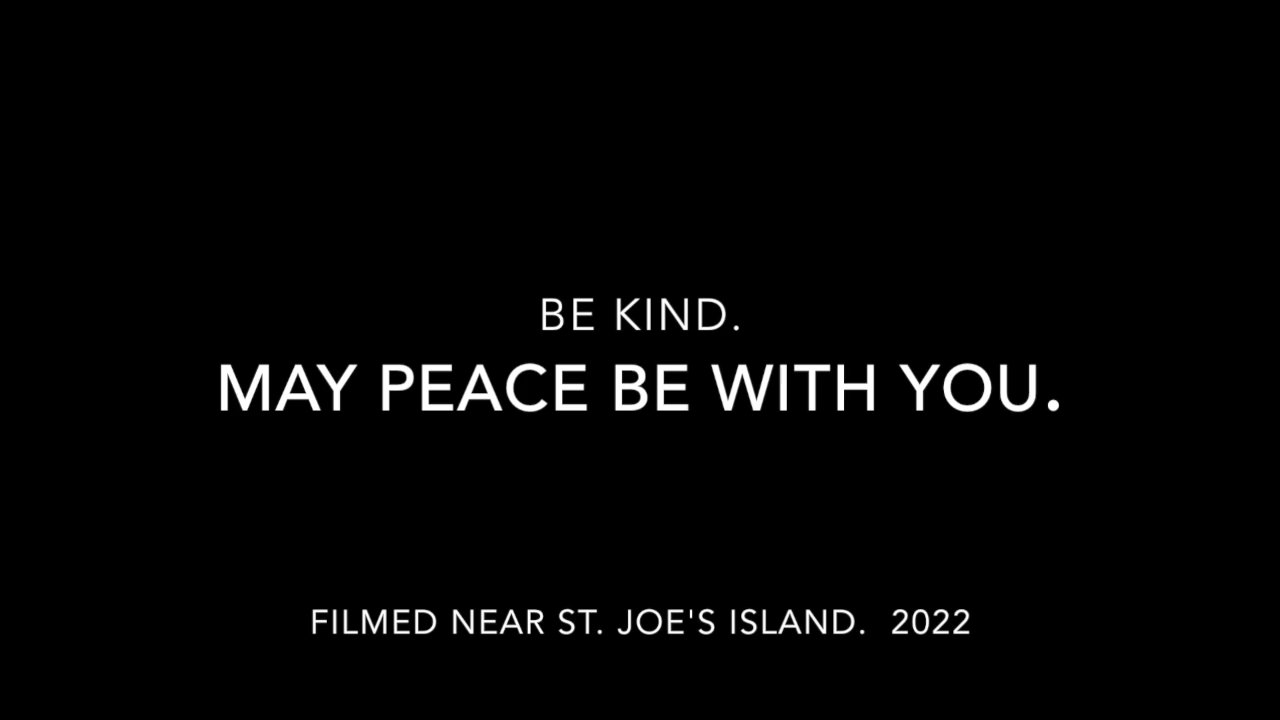 BE KIND.
MAY PEACE BE WITH YOU.
FILMED NEAR ST. JOE'S ISLAND.  2022